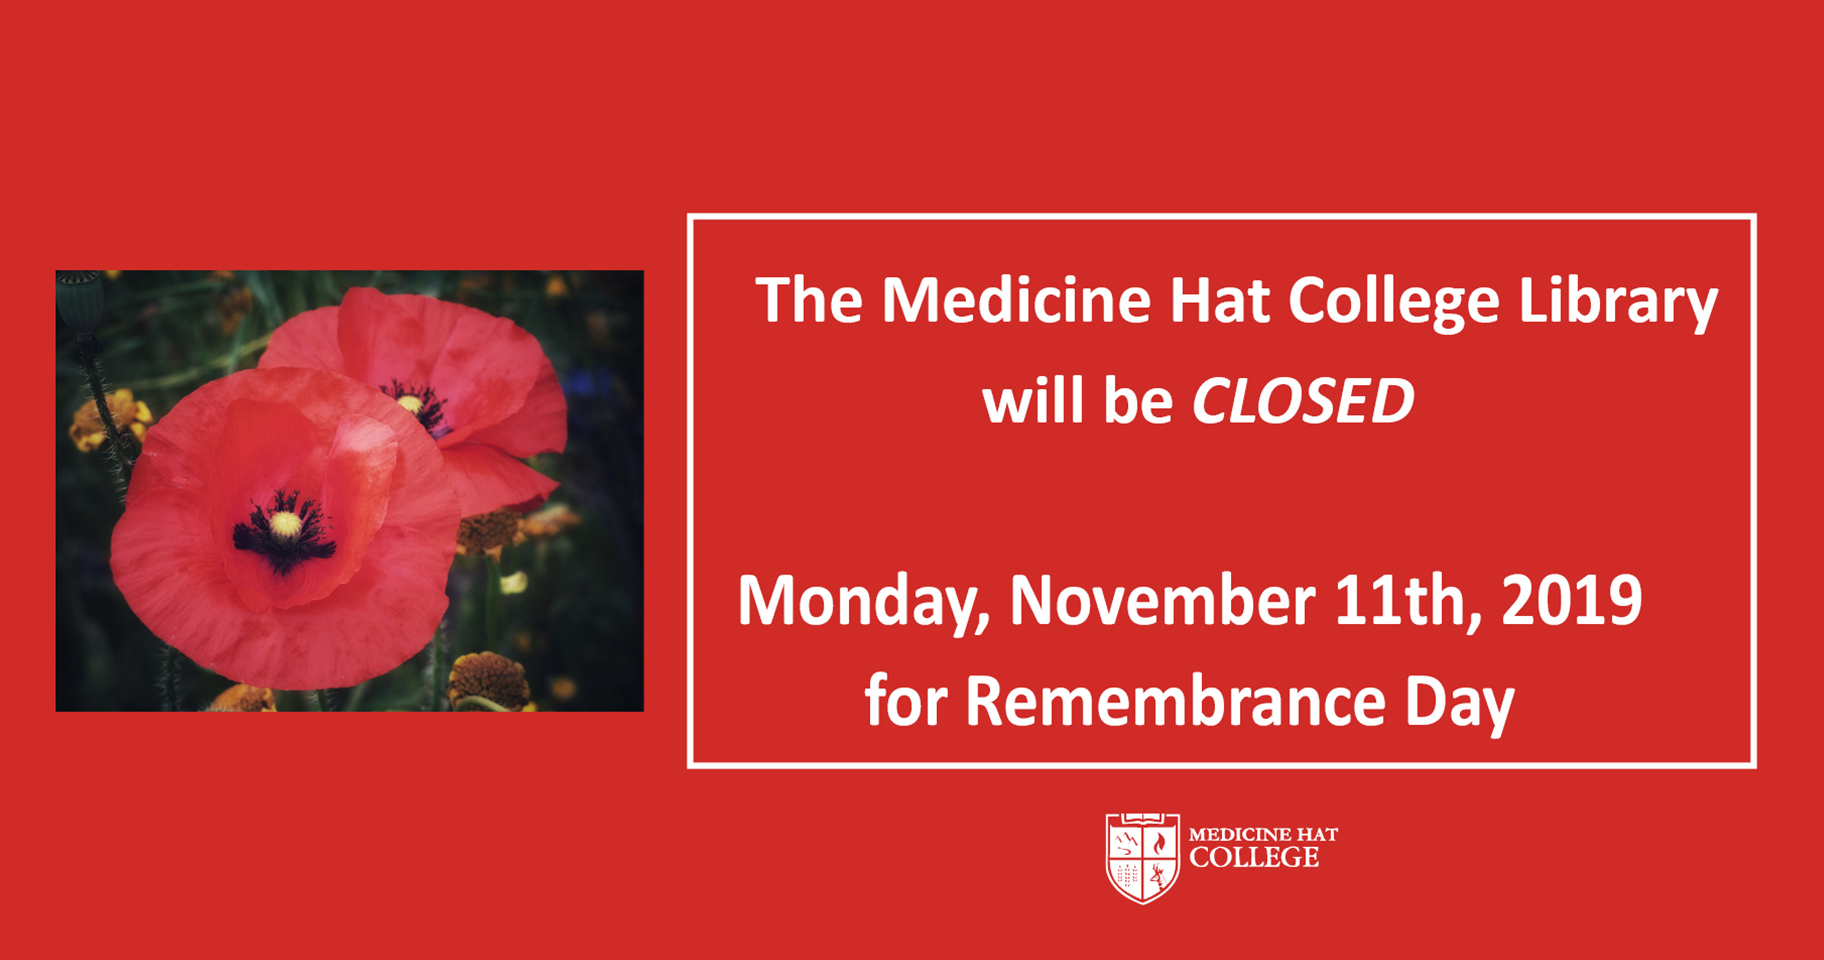 The Medicine Hat College Library
will be CLOSED
Monday, November 11th, 2019
for Remembrance Day
MEDICINE HAT
COLLEGE